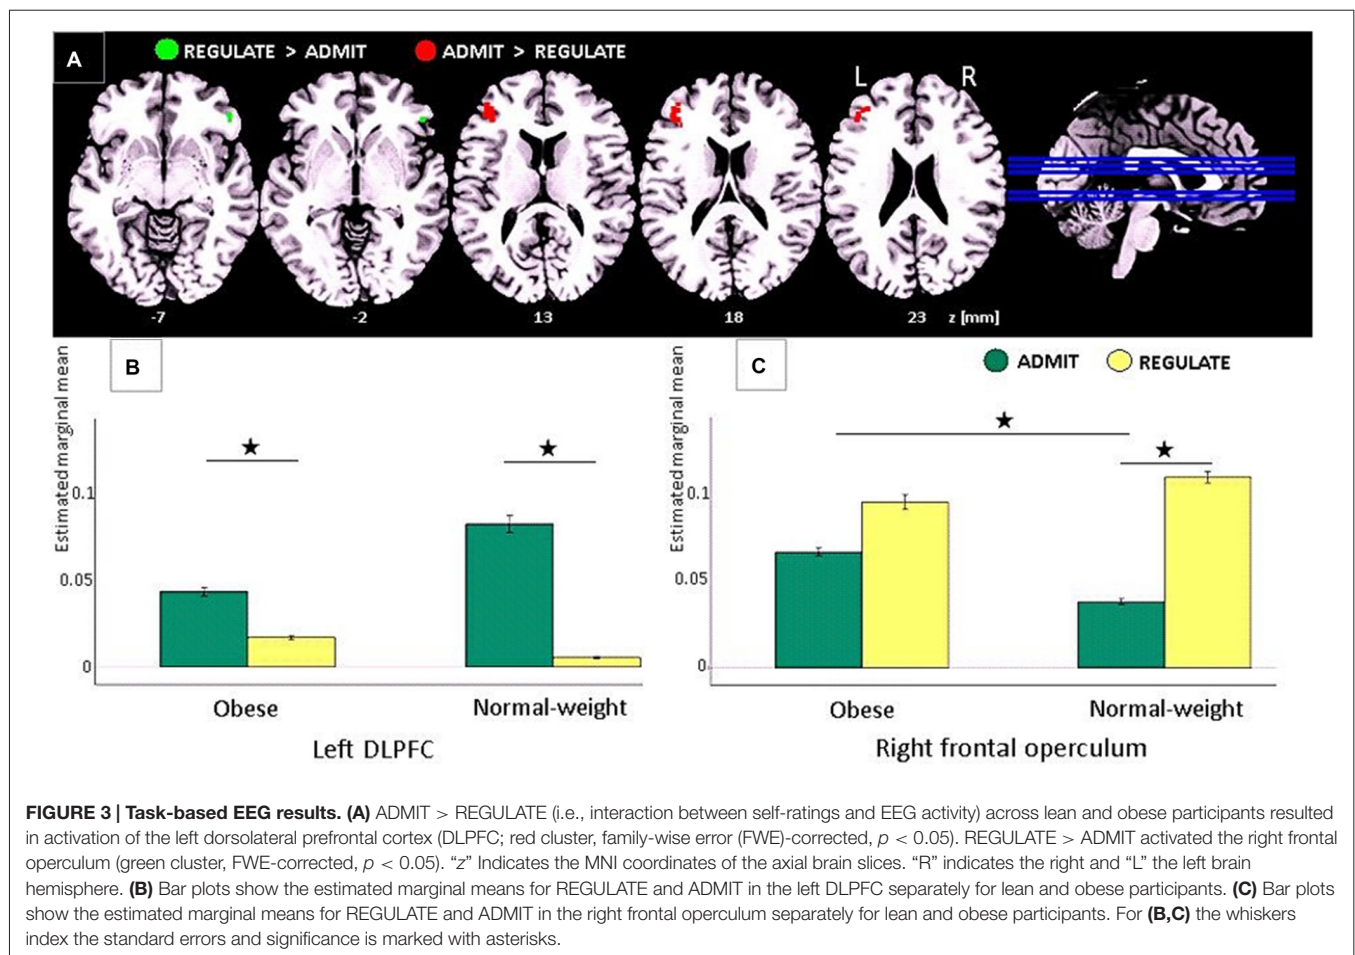 A
REGULATE > ADMIT
ADMIT > REGULATE
L
R
-7
-2
13
18
23
z [mm]
B
Estimated marginal mean
0.1
0.05
0
Obese
Normal-weight
Left DLPFC
C
ADMIT
REGULATE
Estimated marginal mean
0.1
0.05
0
Obese
Normal-weight
Right frontal operculum
FIGURE 3 | Task-based EEG results. (A) ADMIT > REGULATE (i.e., interaction between self-ratings and EEG activity) across lean and obese participants resulted
in activation of the left dorsolateral prefrontal cortex (DLPFC; red cluster, family-wise error (FWE)-corrected, p < 0.05). REGULATE > ADMIT activated the right frontal
operculum (green cluster, FWE-corrected, p < 0.05). “z” Indicates the MNI coordinates of the axial brain slices. “R” indicates the right and “L” the left brain
hemisphere. (B) Bar plots show the estimated marginal means for REGULATE and ADMIT in the left DLPFC separately for lean and obese participants. (C) Bar plots
show the estimated marginal means for REGULATE and ADMIT in the right frontal operculum separately for lean and obese participants. For (B,C) the whiskers
index the standard errors and significance is marked with asterisks.